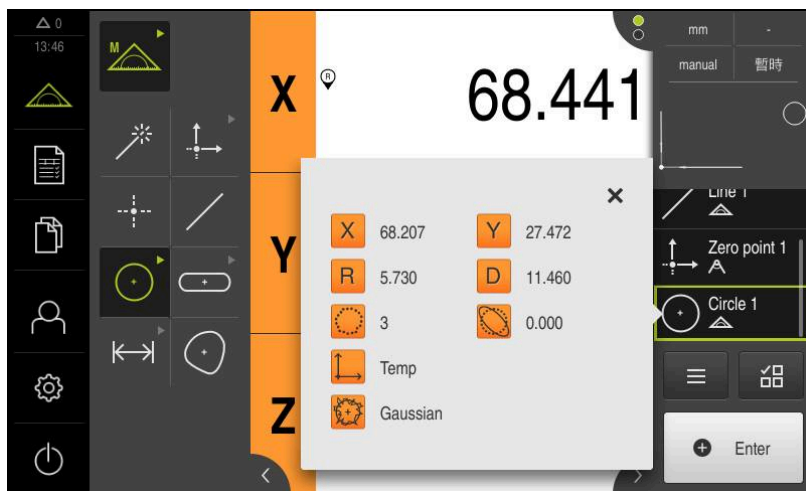 0
13:46
M
X
R
68.441
mm
-
manual
暫時
Line 1
Zero point 1
Circle 1
Enter
Y
Z
X 68.207 Y 27.472
R 5.730 D 11.460
3 0.000
Temp
Gaussian